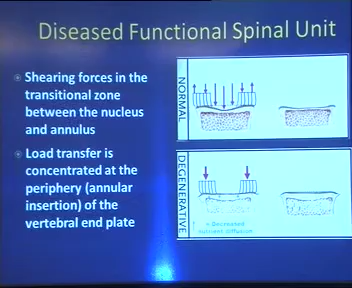 Diseased Functional Spinal Unit
Shearing forces in the
transitional zone
between the nucleus
and annulus
Load transfer is
concentrated at the
periphery (annular
insertion) of the
vertebral end plate
NORMAL
DEGENERATIVE
= Decreased
nutrient diffusion